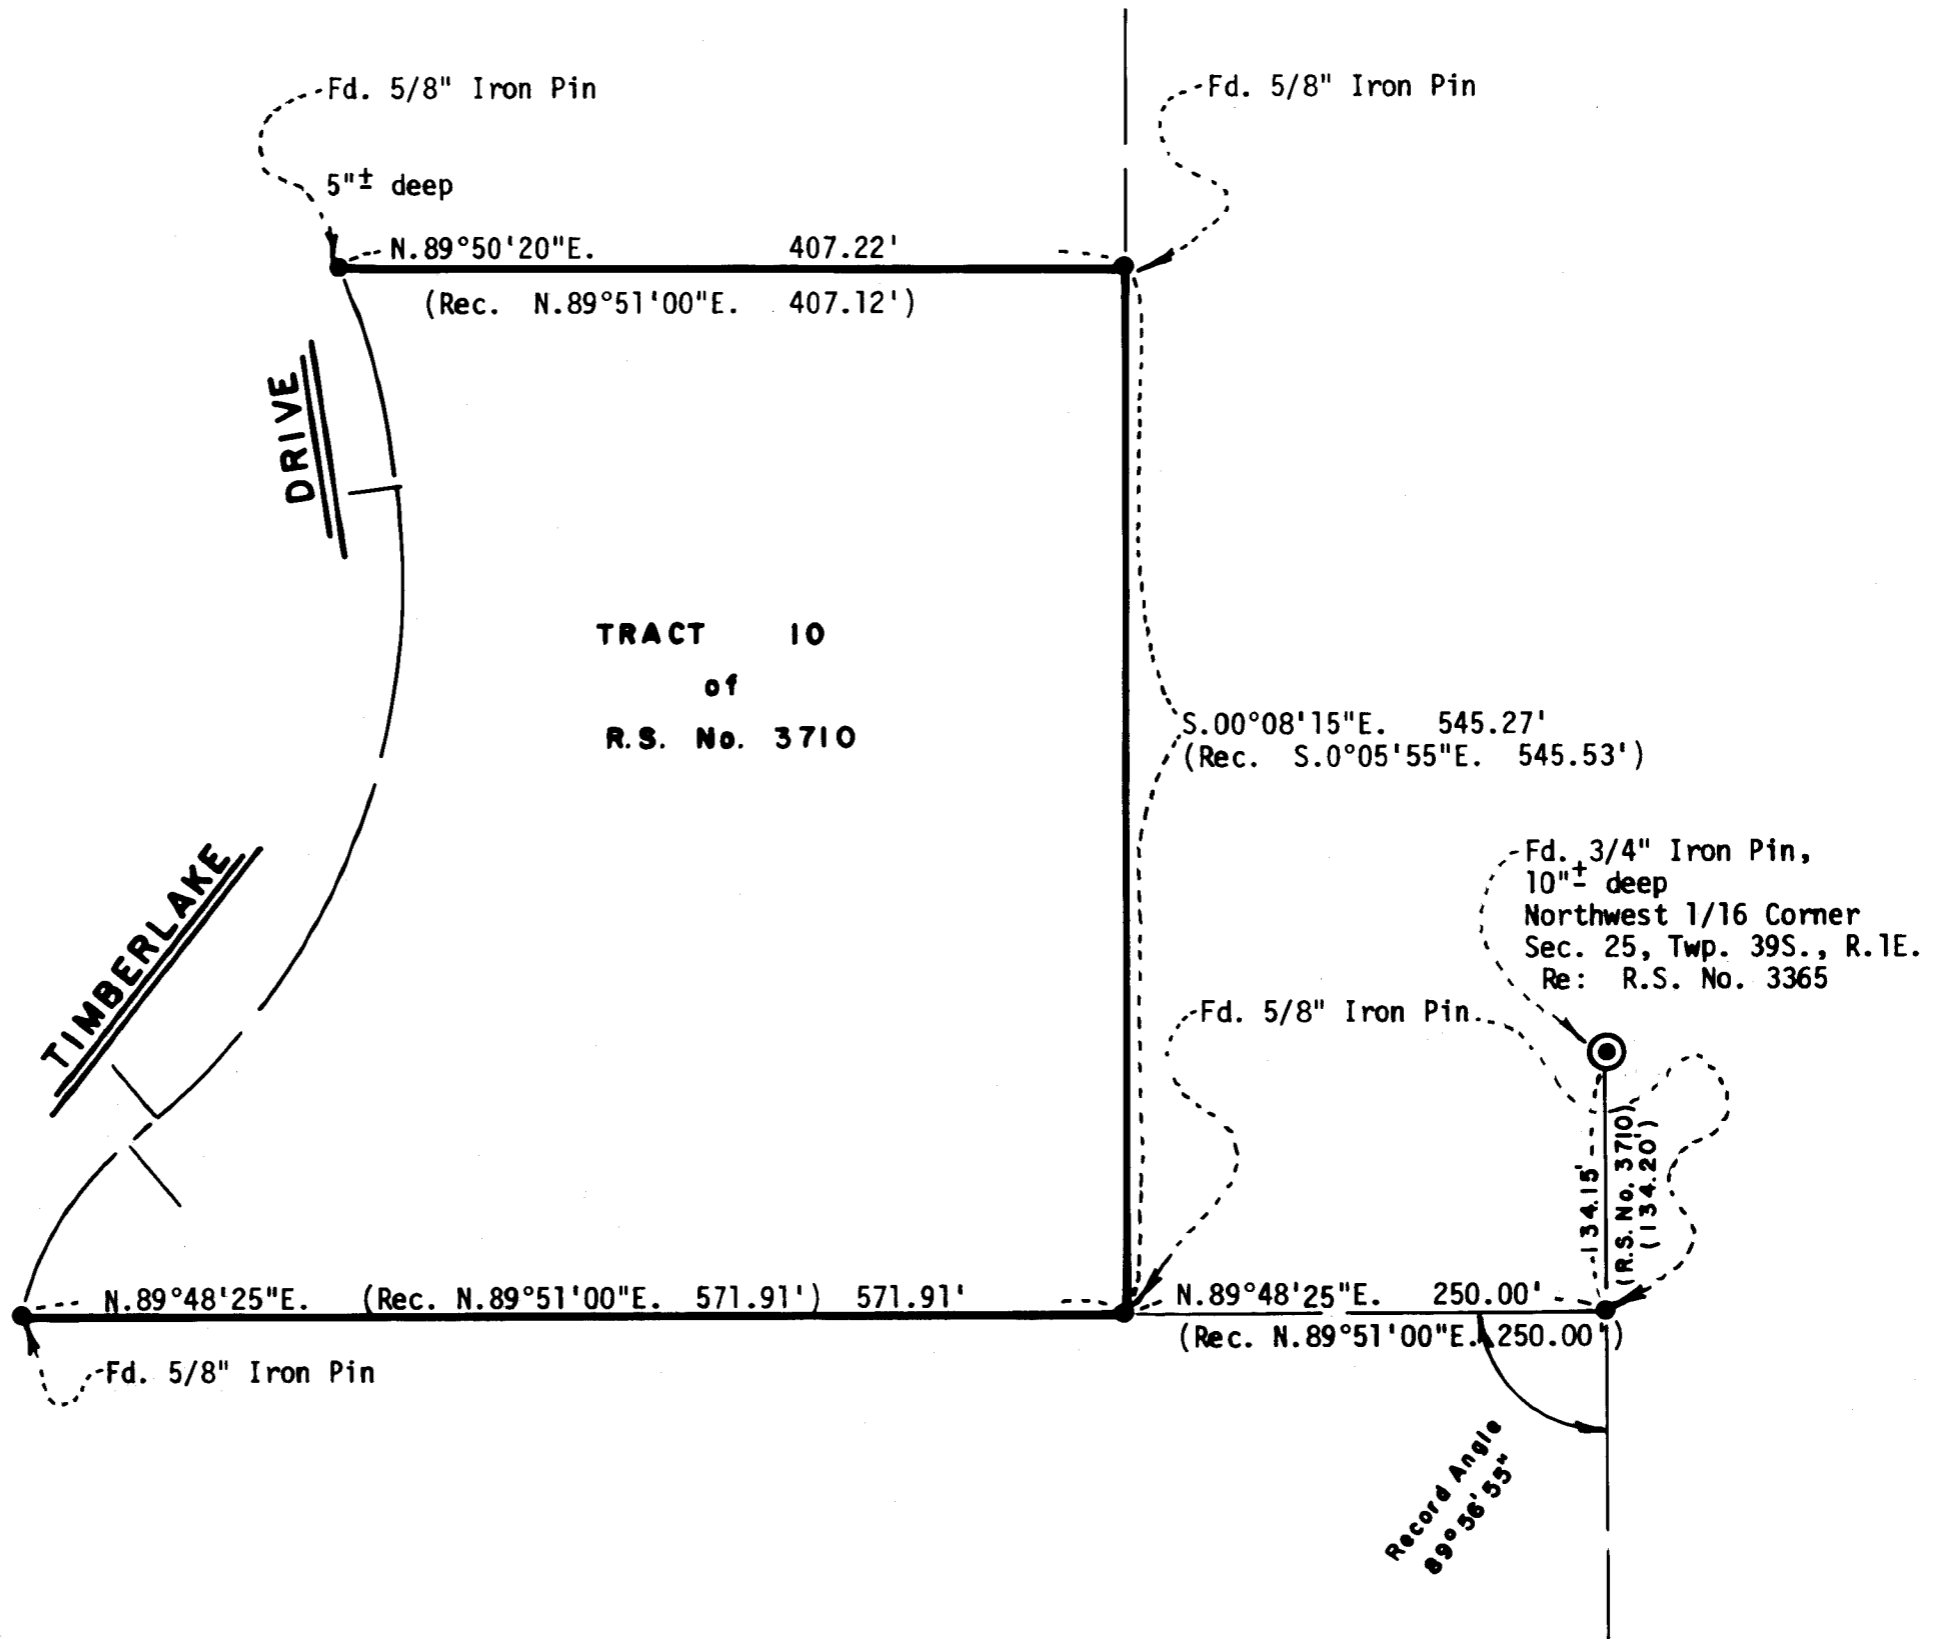 Fd. 5/8" Iron Pin
5"± deep
Fd. 5/8" Iron Pin
N.89°50'20"E. 407.22'
(Rec. N.89°51'00"E. 407.12')
DRIVE
TRACT 10
of
R.S. No. 3710
S.00°08'15"E. 545.27'
(Rec. S.0°05'55"E. 545.53')
TIMBERLAKE
Fd. 3/4" Iron Pin,
10"± deep
Northwest 1/16 Corner
Sec. 25, Twp. 39S., R.1E.
Re: R.S. No. 3365
Fd. 5/8" Iron Pin
134.15'
(R.S. No. 3710)
(134.20')
N.89°48'25"E. (Rec. N.89°51'00"E. 571.91') 571.91'
N.89°48'25"E. 250.00'
(Rec. N.89°51'00"E. 250.00')
Fd. 5/8" Iron Pin
Record Angle
89°56'55"